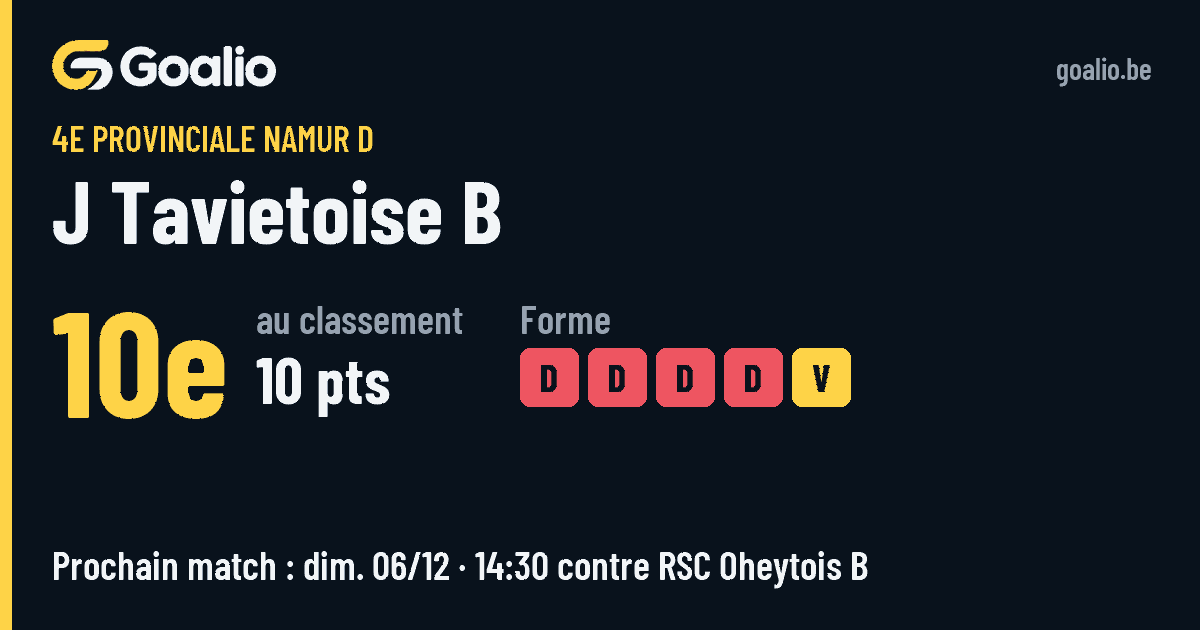 Goalio
goalio.be
4E PROVINCIALE NAMUR D
J Tavietoise B
10e
au classement
10 pts
Forme
D D D D V
Prochain match : dim. 06/12 · 14:30 contre RSC Oheytois B